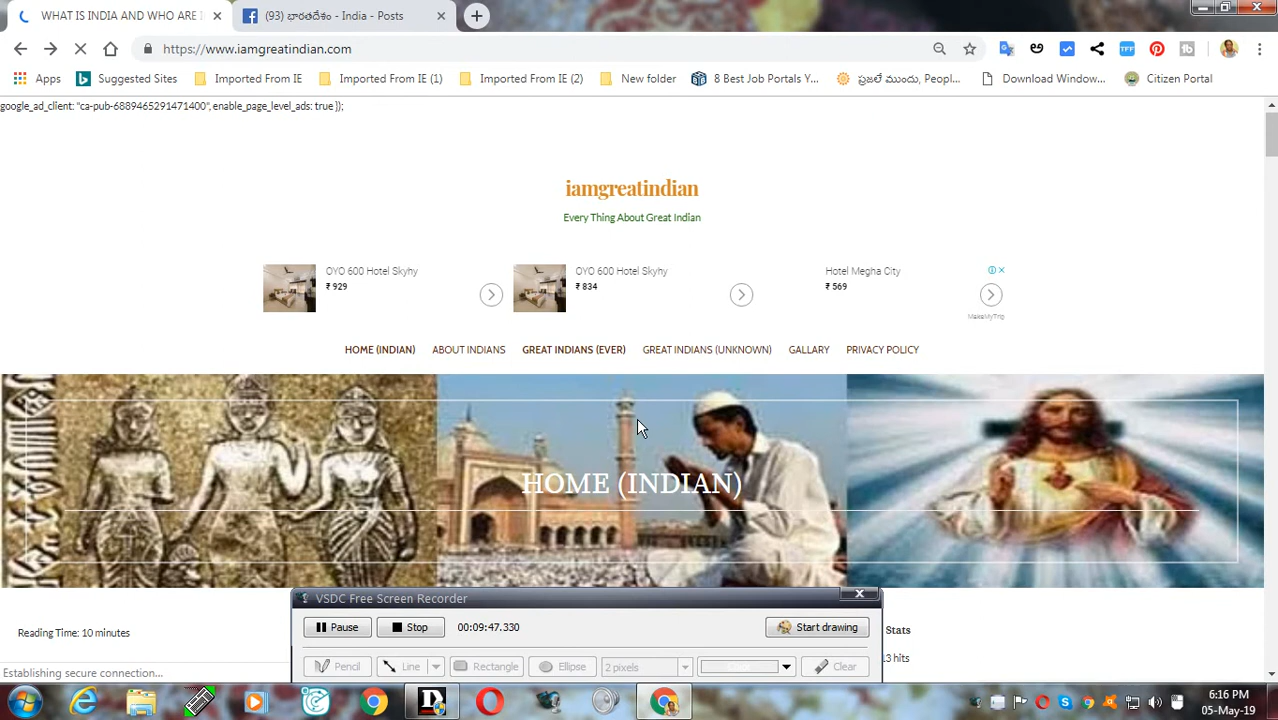 WHAT IS INDIA AND WHO ARE
(93) భారతదేశం - India - Posts
https://www.iamgreatindian.com
Apps
Suggested Sites
Imported From IE
Imported From IE (1)
Imported From IE (2)
New folder
8 Best Job Portals Y...
ప్రజలే ముందు, Peopl...
Download Window...
Citizen Portal
google_ad_client: "ca-pub-6889465291471400", enable_page_level_ads: true });
iamgreatindian
Every Thing About Great Indian
OYO 600 Hotel Skyhy
₹ 929
OYO 600 Hotel Skyhy
₹ 834
Hotel Megha City
₹ 569
MakeMyTrip
HOME (INDIAN)
ABOUT INDIANS
GREAT INDIANS (EVER)
GREAT INDIANS (UNKNOWN)
GALLARY
PRIVACY POLICY
HOME (INDIAN)
VSDC Free Screen Recorder
Pause
Stop
00:09:47.330
Start drawing
Pencil
Line
Rectangle
Ellipse
2 pixels
Clear
Reading Time: 10 minutes
Stats
13 hits
Establishing secure connection...
6:16 PM
05-May-19